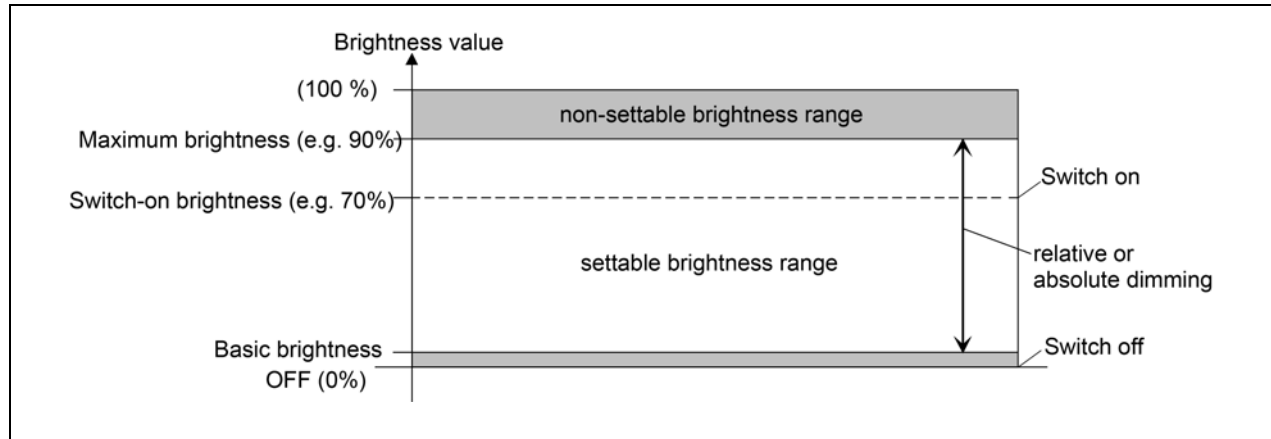 Brightness value
(100 %)
non-settable brightness range
Maximum brightness (e.g. 90%)
Switch-on brightness (e.g. 70%)
Switch on
settable brightness range
relative or
absolute dimming
Basic brightness
Switch off
OFF (0%)